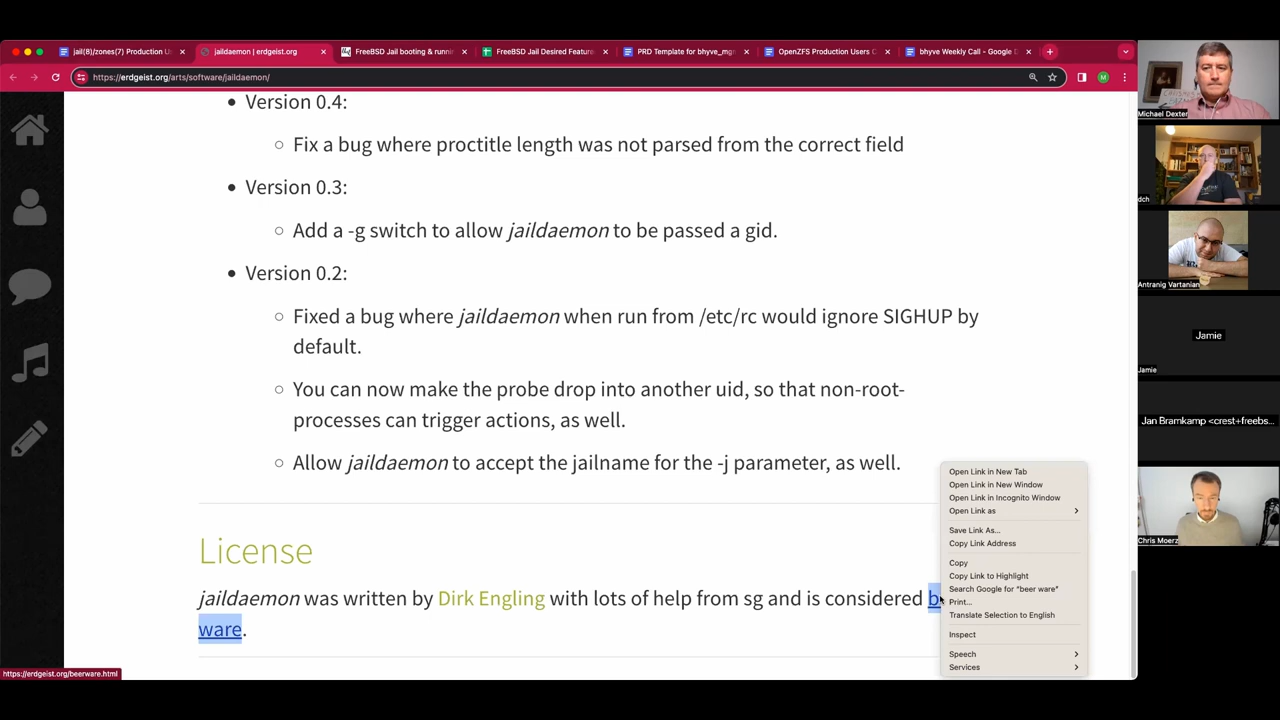 jail(8)/zones(7) Production U
jaildaemon | erdgeist.org
FreeBSD Jail booting & runnin
FreeBSD Jail Desired Feature
PRD Template for bhyve_mgr
OpenZFS Production Users C
bhyve Weekly Call - Google D
https://erdgeist.org/arts/software/jaildaemon/
M
Version 0.4:
Fix a bug where proctitle length was not parsed from the correct field
Version 0.3:
Add a -g switch to allow jaildaemon to be passed a gid.
Version 0.2:
Fixed a bug where jaildaemon when run from /etc/rc would ignore SIGHUP by
default.
You can now make the probe drop into another uid, so that non-root-
processes can trigger actions, as well.
Allow jaildaemon to accept the jailname for the -j parameter, as well.
License
jaildaemon was written by Dirk Engling with lots of help from sg and is considered b
ware.
https://erdgeist.org/beerware.html
Open Link in New Tab
Open Link in New Window
Open Link in Incognito Window
Open Link as
Save Link As...
Copy Link Address
Copy
Copy Link to Highlight
Search Google for “beer ware”
Print...
Translate Selection to English
Inspect
Speech
Services
Michael Dexter
dch
Antranig Vartanian
Jamie
Jamie
Jan Bramkamp <crest+freebs...
Chris Moerz